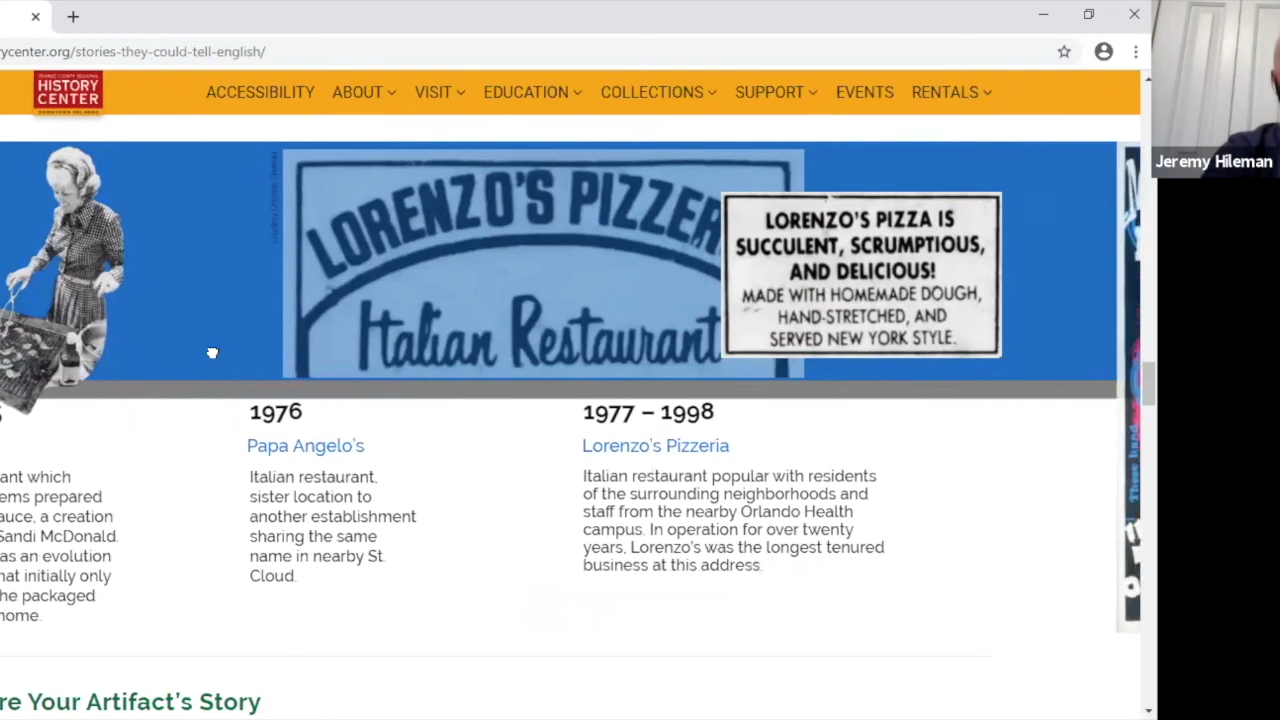 ycenter.org/stories-they-could-tell-english/
HISTORY
CENTER
ACCESSIBILITY ABOUT VISIT EDUCATION COLLECTIONS SUPPORT EVENTS RENTALS
Jeremy Hileman
LORENZO'S PIZZER
Italian Restaurant
LORENZO'S PIZZA IS
SUCCULENT, SCRUMPTIOUS,
AND DELICIOUS!
MADE WITH HOMEMADE DOUGH,
HAND-STRETCHED, AND
SERVED NEW YORK STYLE.
ant which
ems prepared
auce, a creation
Sandi McDonald.
as an evolution
hat initially only
he packaged
home.
1976
Papa Angelo's
Italian restaurant,
sister location to
another establishment
sharing the same
name in nearby St.
Cloud.
1977 – 1998
Lorenzo's Pizzeria
Italian restaurant popular with residents
of the surrounding neighborhoods and
staff from the nearby Orlando Health
campus. In operation for over twenty
years, Lorenzo's was the longest tenured
business at this address.
These hand
re Your Artifact's Story